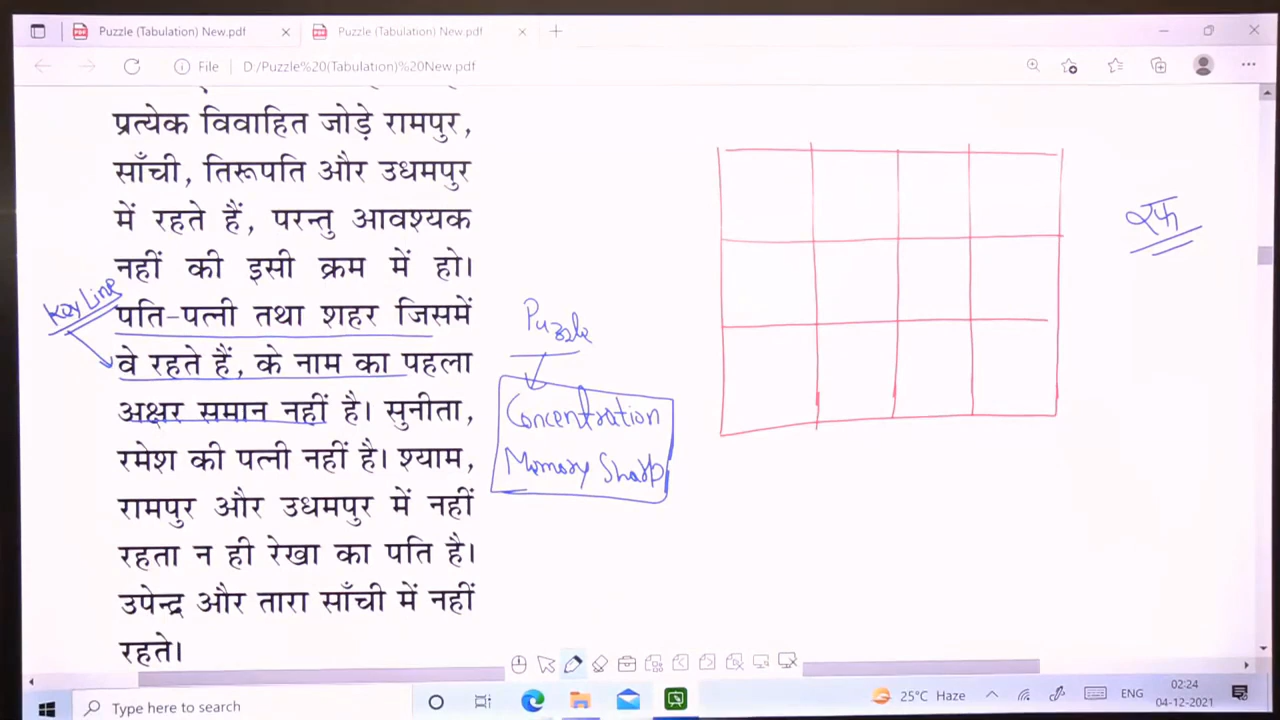 Puzzle (Tabulation) New.pdf
Puzzle (Tabulation) New.pdf
File
D:/Puzzle%20(Tabulation)%20New.pdf
प्रत्येक विवाहित जोड़े रामपुर,
साँची, तिरूपति और उधमपुर
में रहते हैं, परन्तु आवश्यक
नहीं की इसी क्रम में हो।
पति-पत्नी तथा शहर जिसमें
वे रहते हैं, के नाम का पहला
अक्षर समान नहीं है। सुनीता,
रमेश की पत्नी नहीं है। श्याम,
रामपुर और उधमपुर में नहीं
रहता न ही रेखा का पति है।
उपेन्द्र और तारा साँची में नहीं
रहते।
Key Line
Puzzle
Concentration
Memory Sharp
रफ
Type here to search
25°C Haze
ENG
02:24
04-12-2021